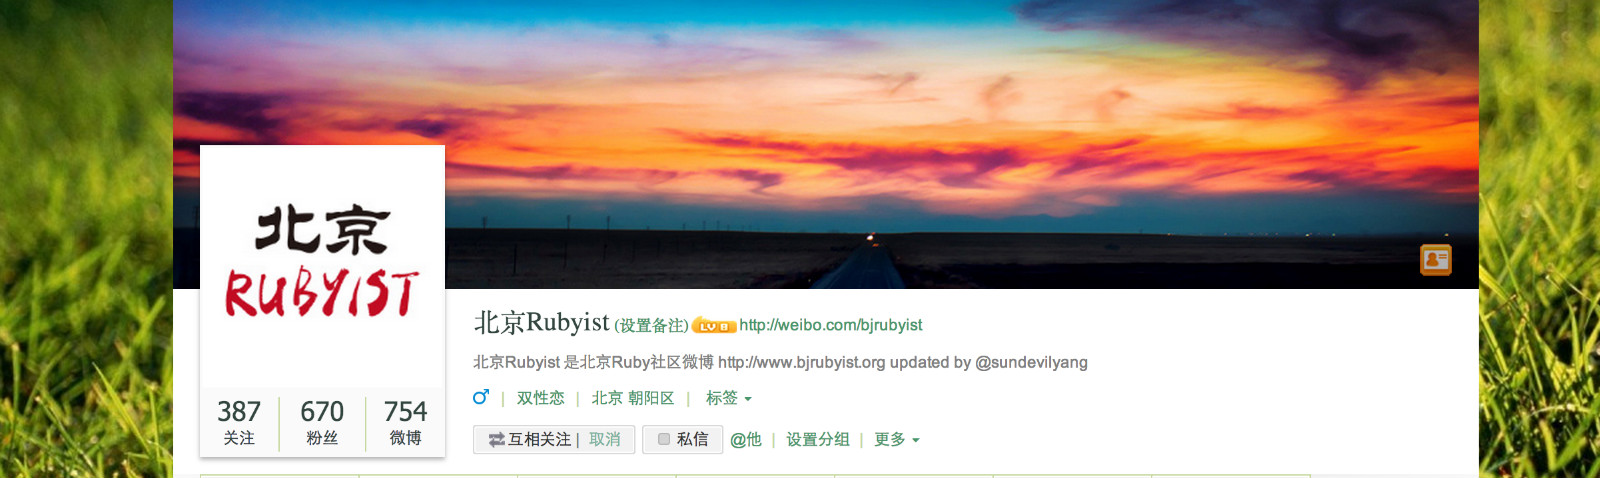 北京
RUBYIST
387 670 754
关注 粉丝 微博
北京Rubyist (设置备注) LV 8 http://weibo.com/bjrubyist
北京Rubyist 是北京Ruby社区微博 http://www.bjrubyist.org updated by @sundevilyang
♂ | 双性恋 | 北京 朝阳区 | 标签
互相关注 | 取消 私信 @他 | 设置分组 | 更多